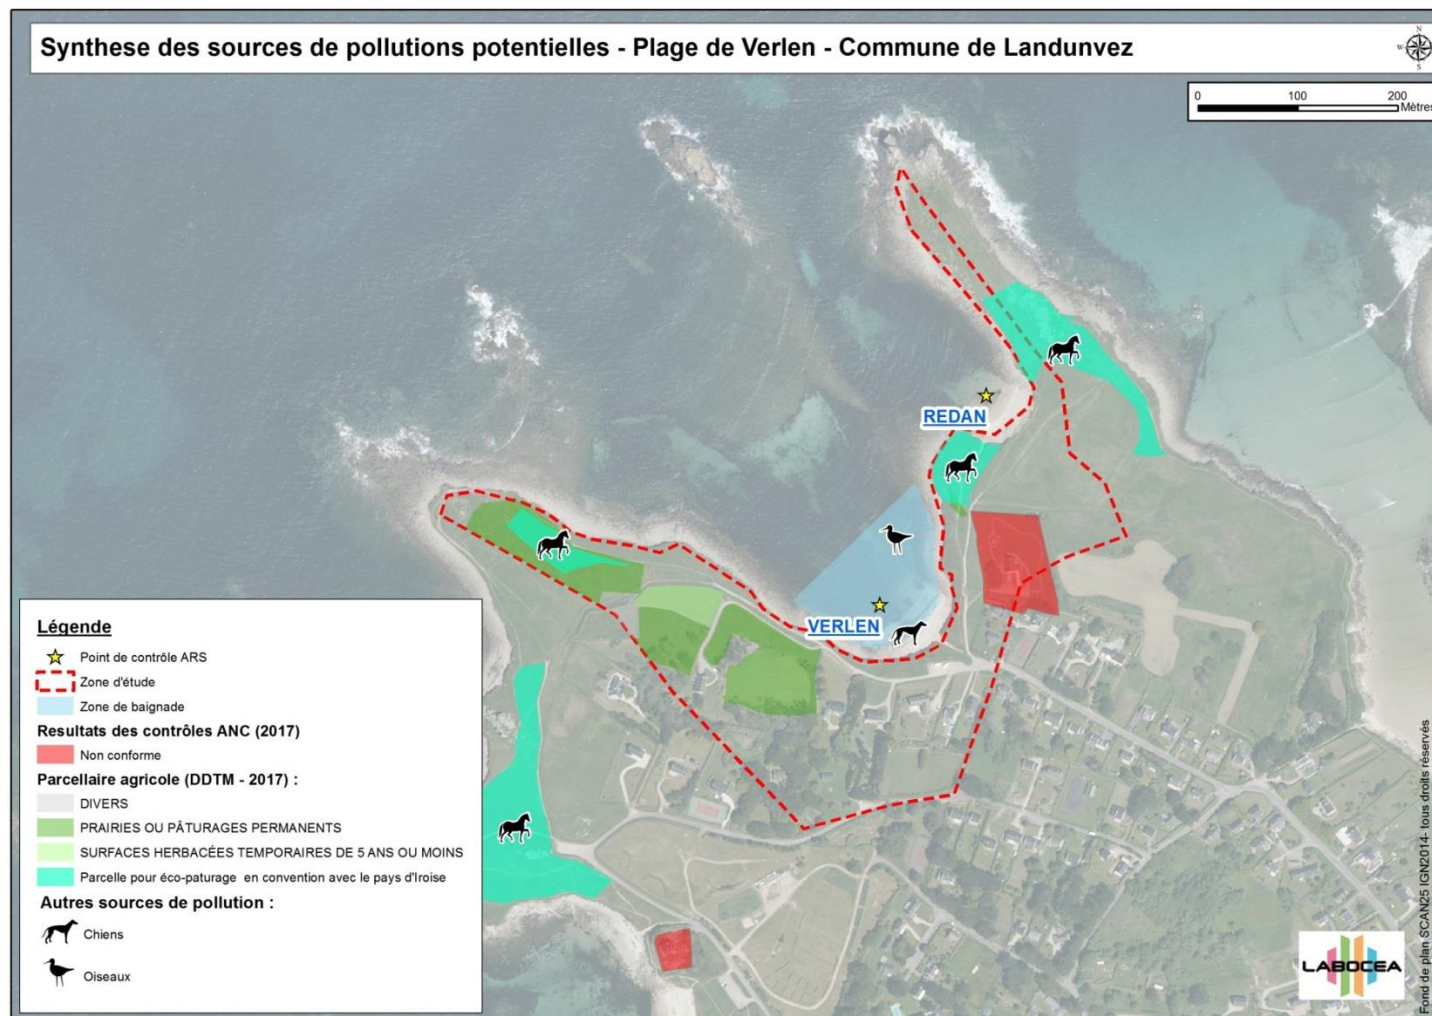 Synthese des sources de pollutions potentielles - Plage de Verlen - Commune de Landunvez
N
W
S
0 100 200
Mètres
REDAN
VERLEN
Légende
Point de contrôle ARS
Zone d'étude
Zone de baignade
Resultats des contrôles ANC (2017)
Non conforme
Parcellaire agricole (DDTM - 2017) :
DIVERS
PRAIRIES OU PÂTURAGES PERMANENTS
SURFACES HERBACÉES TEMPORAIRES DE 5 ANS OU MOINS
Parcelle pour éco-paturage en convention avec le pays d'Iroise
Autres sources de pollution :
Chiens
Oiseaux
LABOCEA
Fond de plan SCAN25 IGN2014- tous droits réservés